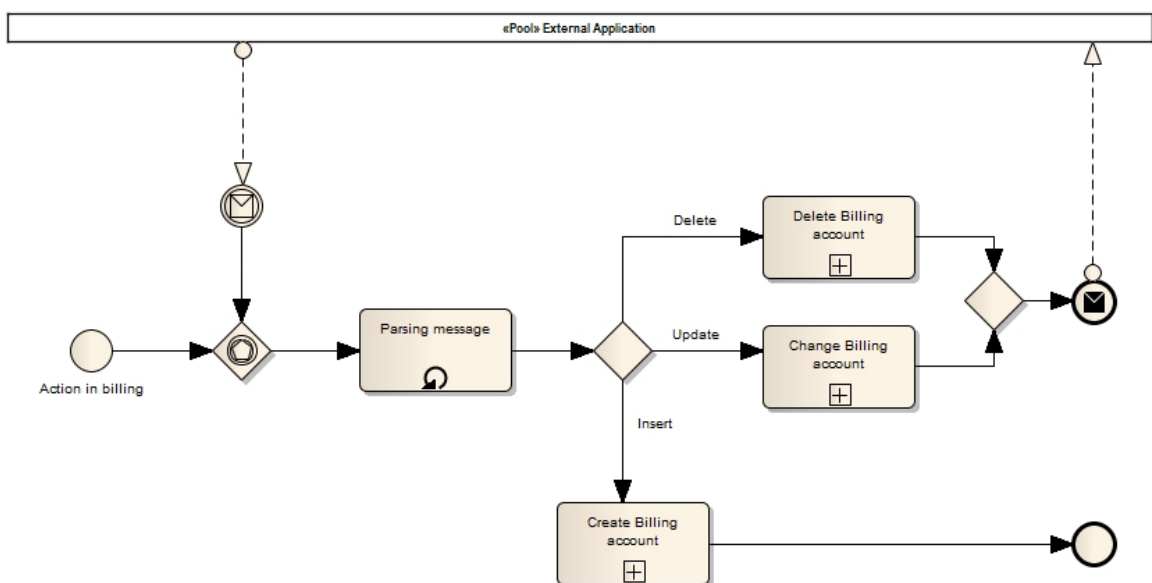 «Pool» External Application
Delete
Delete Billing
account
Parsing message
Update
Change Billing
account
Action in billing
Insert
Create Billing
account